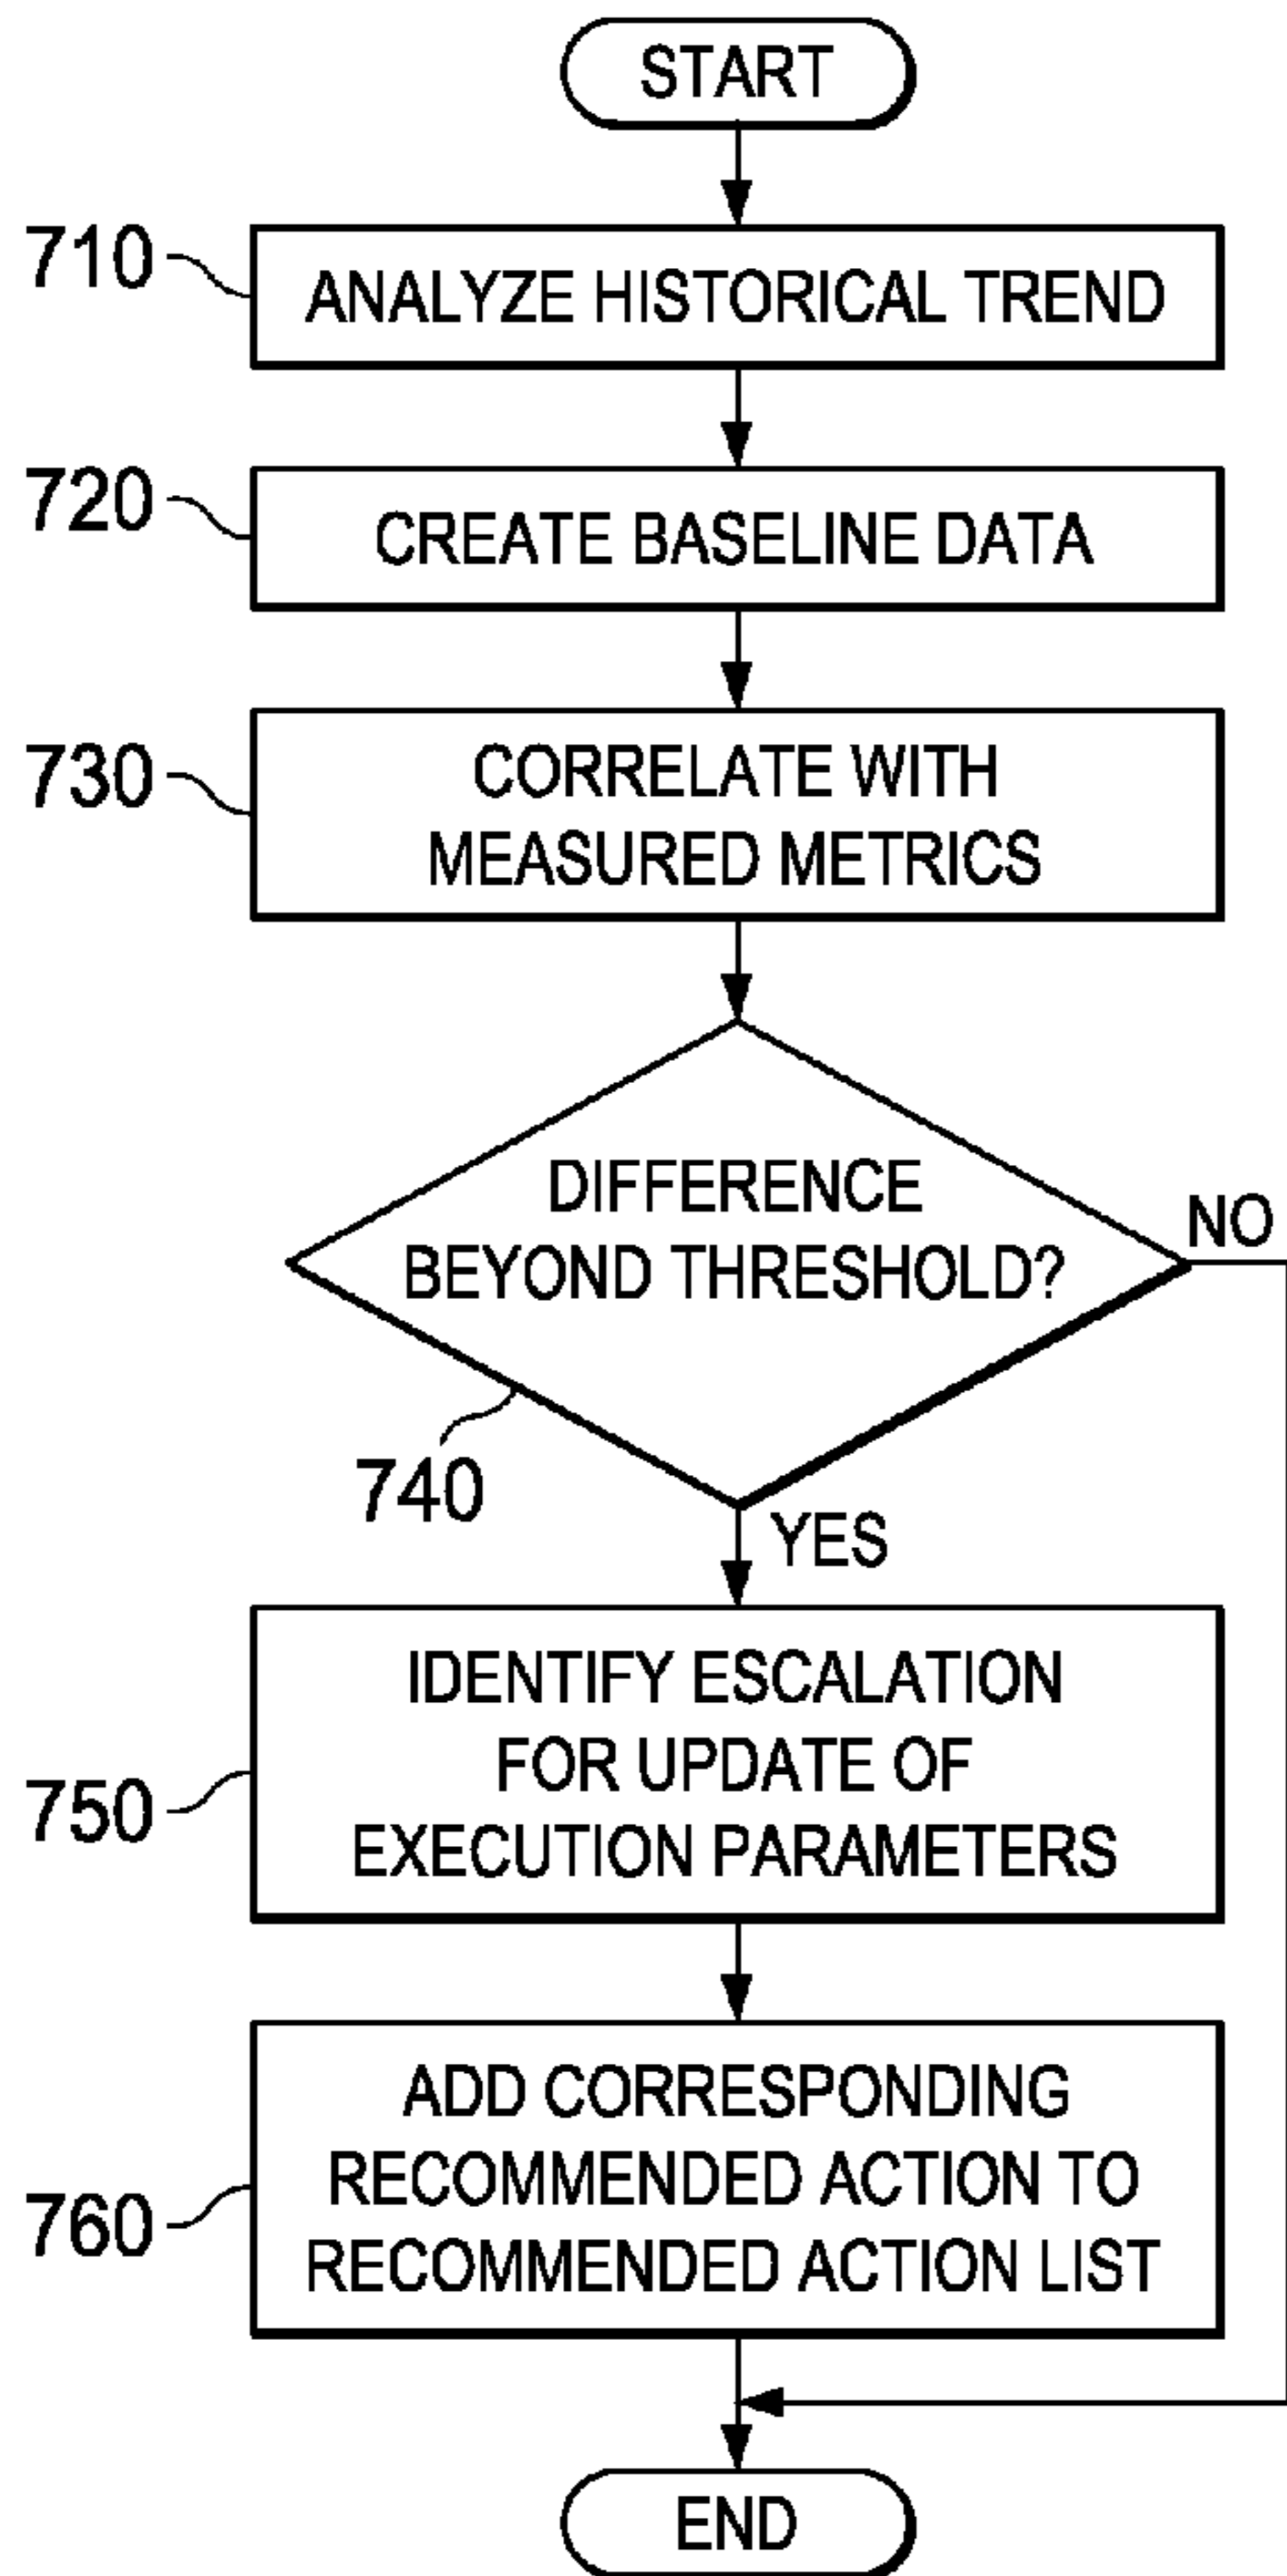 START
710
ANALYZE HISTORICAL TREND
720
CREATE BASELINE DATA
730
CORRELATE WITH
MEASURED METRICS
DIFFERENCE
BEYOND THRESHOLD?
NO
740
YES
750
IDENTIFY ESCALATION
FOR UPDATE OF
EXECUTION PARAMETERS
760
ADD CORRESPONDING
RECOMMENDED ACTION TO
RECOMMENDED ACTION LIST
END